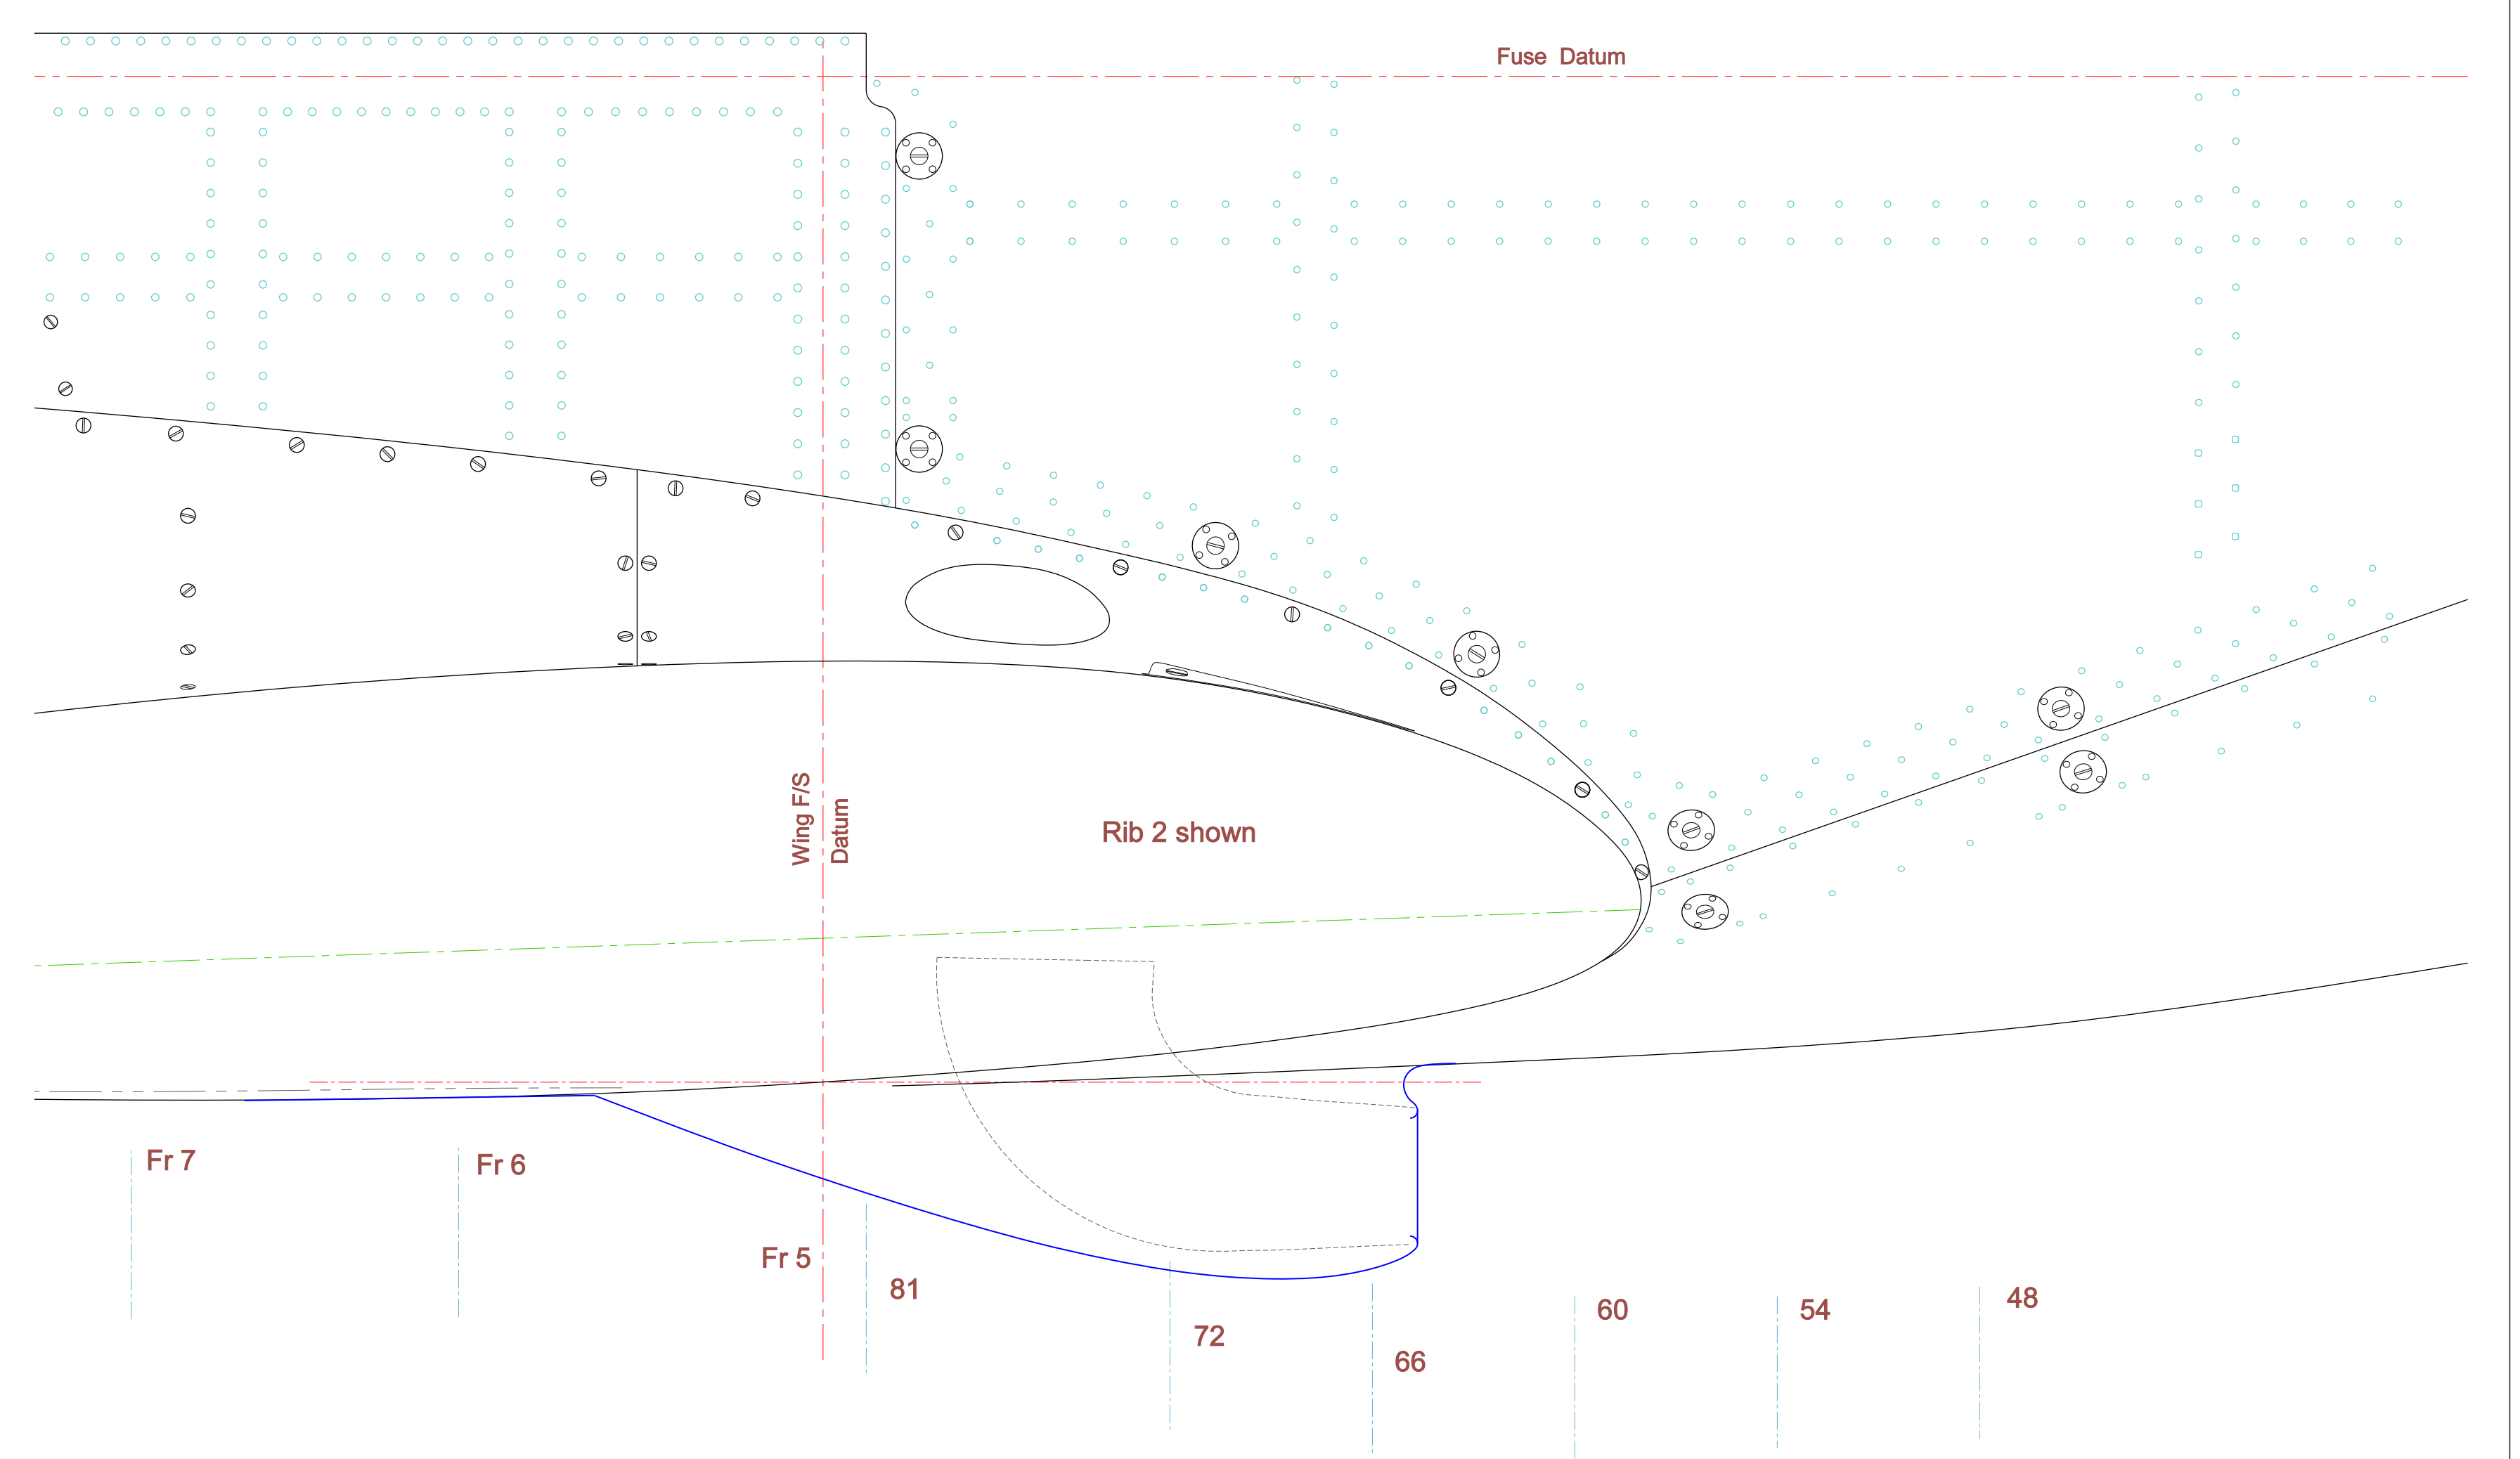 Fuse Datum
Wing F/S
Datum
Rib 2 shown
Fr 7
Fr 6
Fr 5
81
72
66
60
54
48